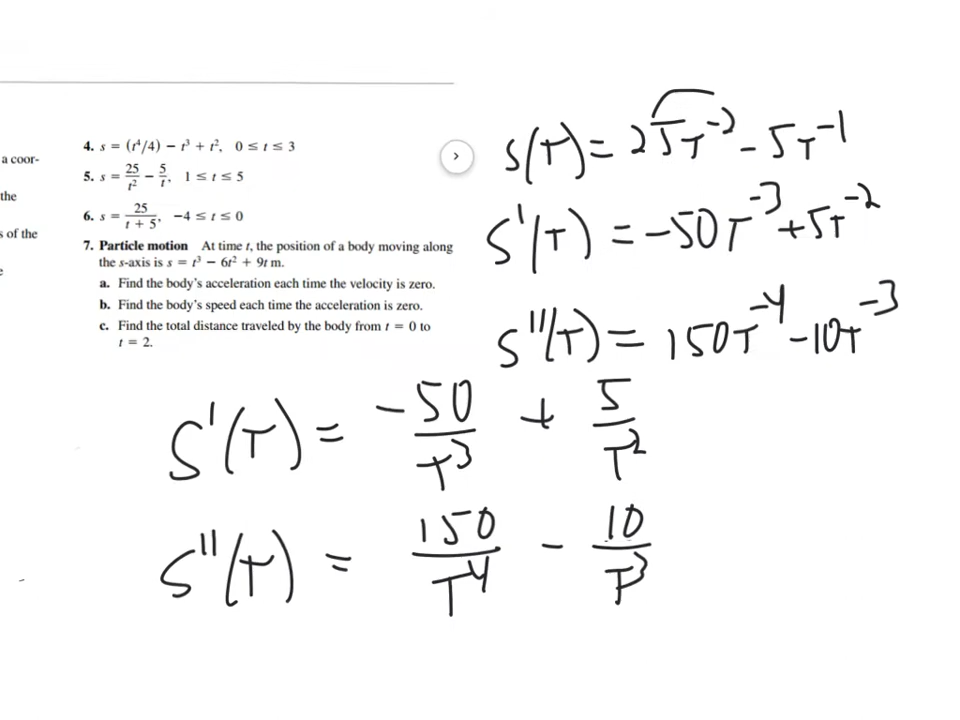 a coor-
the
s of the
e
4. s = (t⁴/4) − t³ + t², 0 ≤ t ≤ 3
5. s = 25/t² − 5/t, 1 ≤ t ≤ 5
6. s = 25/(t + 5), −4 ≤ t ≤ 0
7. Particle motion At time t, the position of a body moving along
the s-axis is s = t³ − 6t² + 9t m.
a. Find the body's acceleration each time the velocity is zero.
b. Find the body's speed each time the acceleration is zero.
c. Find the total distance traveled by the body from t = 0 to
t = 2.
S(T) = 25T⁻² − 5T⁻¹
S'(T) = −50T⁻³ + 5T⁻²
S''(T) = 150T⁻⁴ − 10T⁻³
S'(T) = −50/T³ + 5/T²
S''(T) = 150/T⁴ − 10/T³